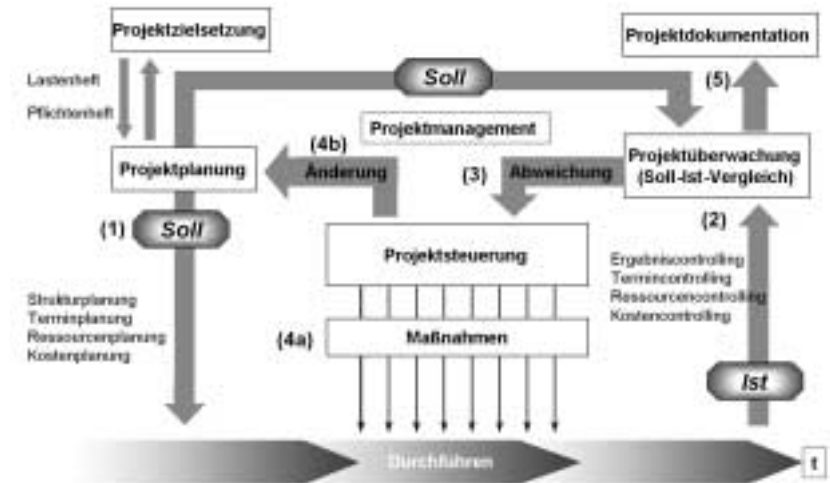 Projektzielsetzung
Projektdokumentation
Soll
(5)
Lastenheft
Pflichtenheft
Projektmanagement
(4b)
Projektplanung
Änderung
(3)
Abweichung
Projektüberwachung
(Soll-Ist-Vergleich)
(1)
Soll
(2)
Projektsteuerung
Ergebniscontrolling
Termincontrolling
Ressourcencontrolling
Kostencontrolling
Strukturplanung
Terminplanung
Ressourcenplanung
Kostenplanung
(4a)
Maßnahmen
Ist
Durchführen
t